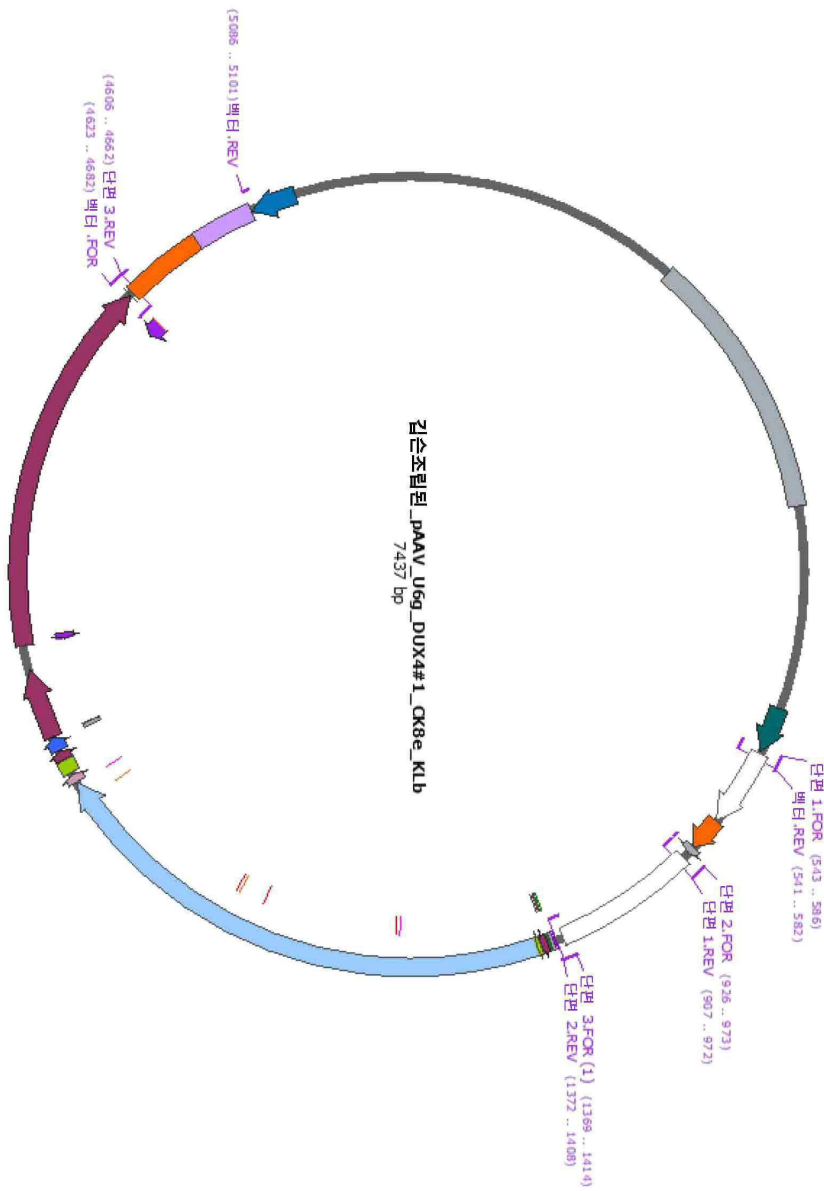 (5086 .. 5101) 벡터.REV
(4606 .. 4662) 단편 3.REV
(4623 .. 4682) 벡터.FOR
깁슨조립된_pAAV_U6g_DUX4#1_CK8e_KLb
7437 bp
단편 1.FOR (543 .. 586)
벡터.REV (541 .. 582)
단편 2.FOR (926 .. 973)
단편 1.REV (907 .. 972)
단편 3.FOR (1) (1369 .. 1414)
단편 2.REV (1372 .. 1408)